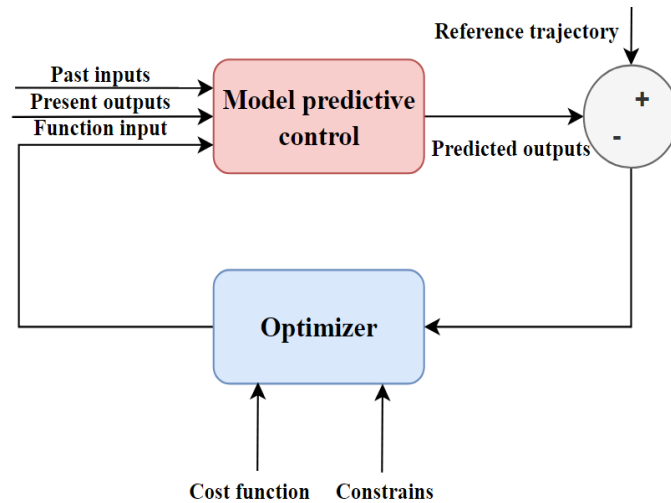 Reference trajectory
Past inputs
Present outputs
Function input
Model predictive
control
+
-
Predicted outputs
Optimizer
Cost function
Constrains